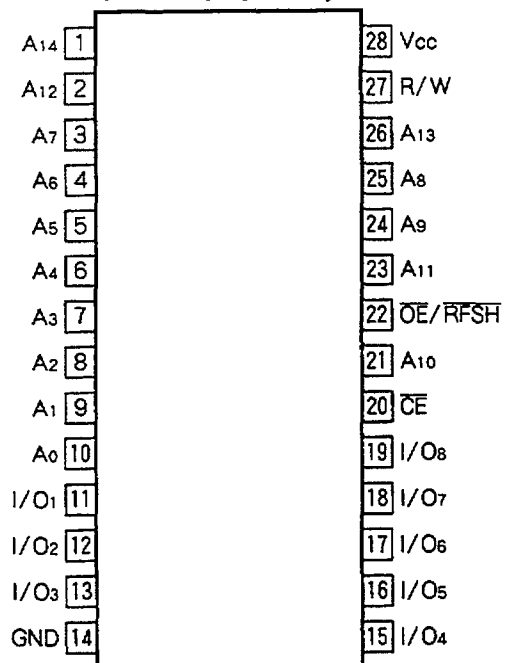 A14 1 28 Vcc
A12 2 27 R/W
A7 3 26 A13
A6 4 25 A8
A5 5 24 A9
A4 6 23 A11
A3 7 22 OE/RFSH
A2 8 21 A10
A1 9 20 CE
A0 10 19 I/O8
I/O1 11 18 I/O7
I/O2 12 17 I/O6
I/O3 13 16 I/O5
GND 14 15 I/O4